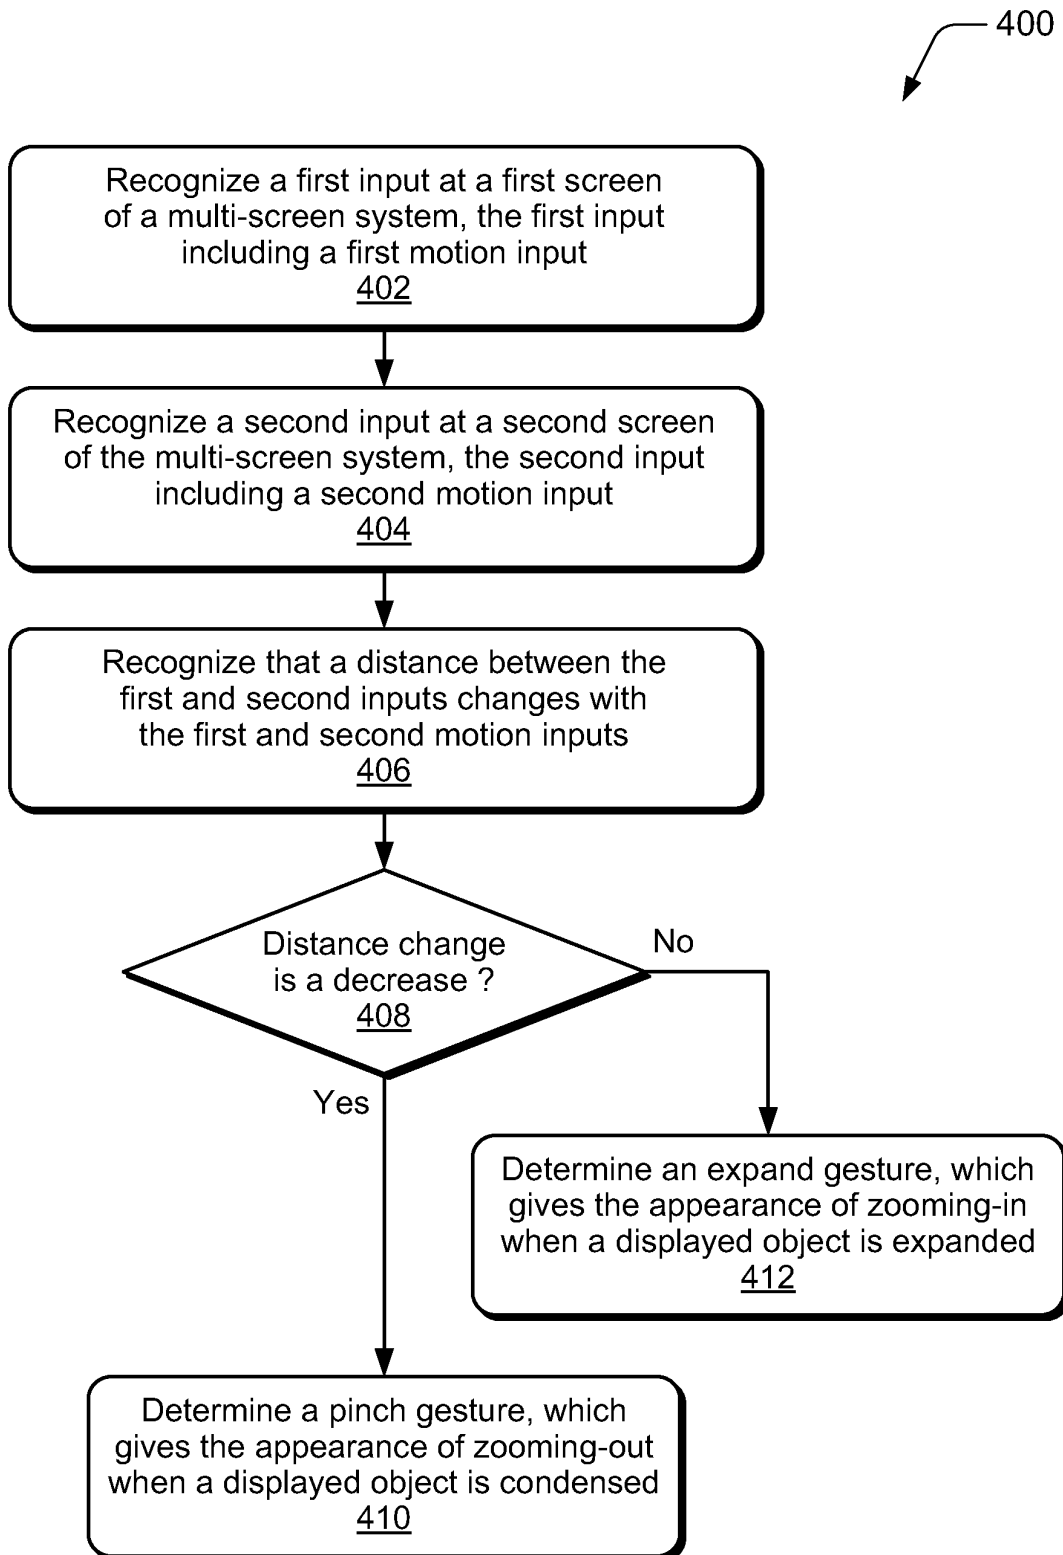 400
Recognize a first input at a first screen
of a multi-screen system, the first input
including a first motion input
402
Recognize a second input at a second screen
of the multi-screen system, the second input
including a second motion input
404
Recognize that a distance between the
first and second inputs changes with
the first and second motion inputs
406
Distance change
is a decrease ?
408
No
Yes
Determine an expand gesture, which
gives the appearance of zooming-in
when a displayed object is expanded
412
Determine a pinch gesture, which
gives the appearance of zooming-out
when a displayed object is condensed
410